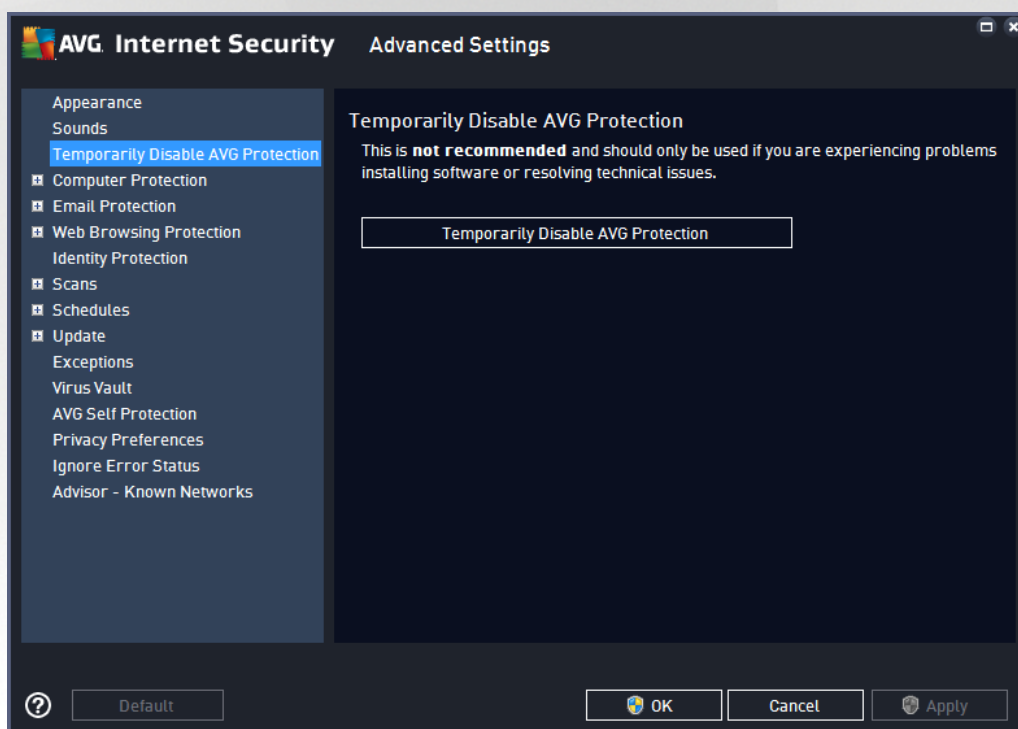 AVG. Internet Security Advanced Settings
Appearance
Sounds
Temporarily Disable AVG Protection
Computer Protection
Email Protection
Web Browsing Protection
Identity Protection
Scans
Schedules
Update
Exceptions
Virus Vault
AVG Self Protection
Privacy Preferences
Ignore Error Status
Advisor - Known Networks
Temporarily Disable AVG Protection
This is not recommended and should only be used if you are experiencing problems
installing software or resolving technical issues.
Temporarily Disable AVG Protection
? Default OK Cancel Apply